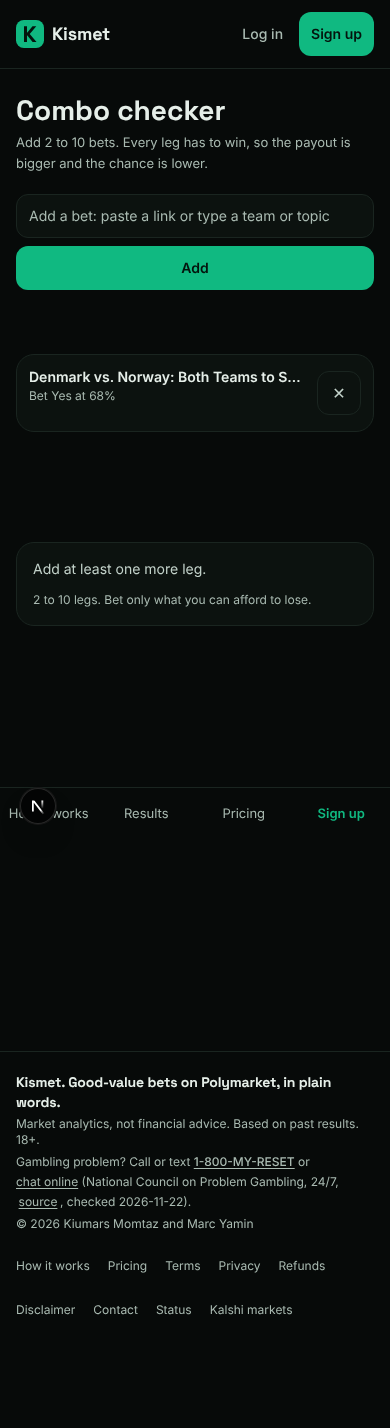 K Kismet
Log in
Sign up
Combo checker
Add 2 to 10 bets. Every leg has to win, so the payout is
bigger and the chance is lower.
Add a bet: paste a link or type a team or topic
Add
Denmark vs. Norway: Both Teams to S...
Bet Yes at 68%
×
Add at least one more leg.
2 to 10 legs. Bet only what you can afford to lose.
N
works
Results
Pricing
Sign up
Kismet. Good-value bets on Polymarket, in plain
words.
Market analytics, not financial advice. Based on past results.
18+.
Gambling problem? Call or text 1-800-MY-RESET or
chat online (National Council on Problem Gambling, 24/7,
source , checked 2026-11-22).
© 2026 Kiumars Momtaz and Marc Yamin
How it works
Pricing
Terms
Privacy
Refunds
Disclaimer
Contact
Status
Kalshi markets